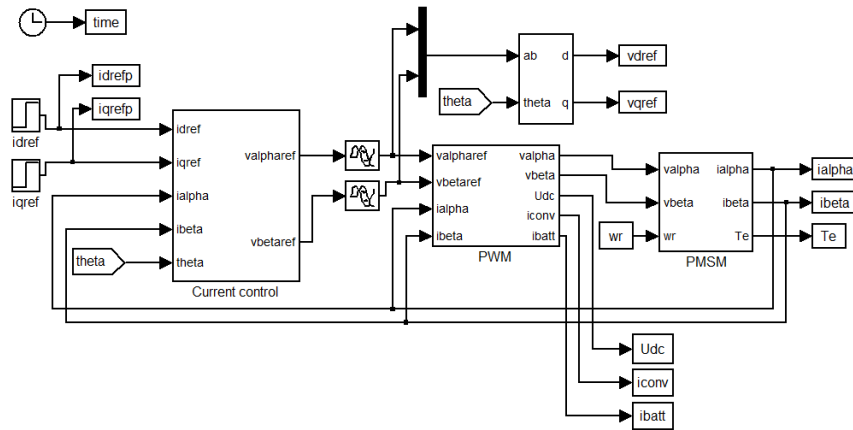 time
idrefp
iqrefp
idref
iqref
idref
iqref
ialpha
ibeta
theta
valpharef
vbetaref
Current control
theta
theta
ab
theta
d
q
vdref
vqref
valpharef
vbetaref
ialpha
ibeta
valpha
vbeta
Udc
iconv
ibatt
PWM
wr
valpha
vbeta
wr
ialpha
ibeta
Te
PMSM
ialpha
ibeta
Te
Udc
iconv
ibatt